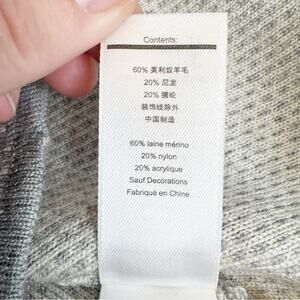 Contents:
60% 美利奴羊毛
20% 尼龙
20% 腈纶
装饰线除外
中国制造
60% laine mérino
20% nylon
20% acrylique
Sauf Decorations
Fabriqué en Chine